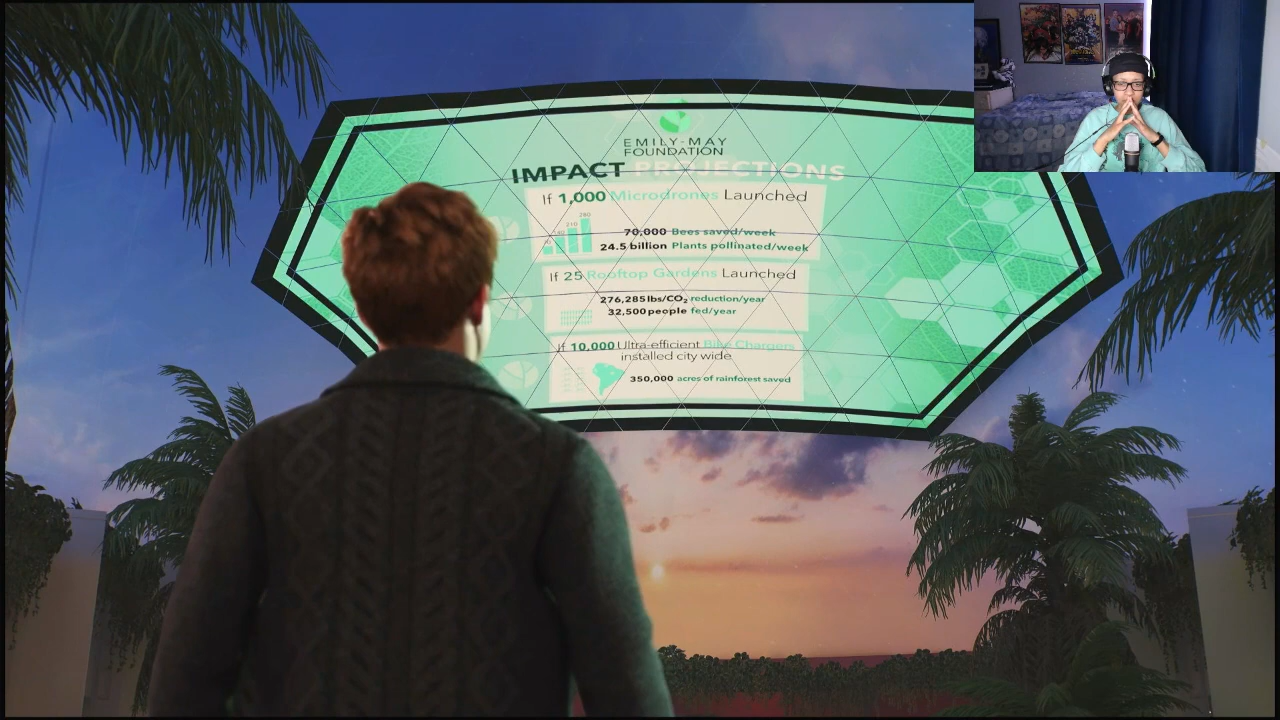 EMILY-MAY
FOUNDATION
IMPACT PROJECTIONS
If 1,000 Microdrones Launched
280
210
70,000 Bees saved/week
24.5 billion Plants pollinated/week
If 25 Rooftop Gardens Launched
276,285 lbs/CO₂ reduction/year
32,500 people fed/year
If 10,000 Ultra-efficient Bike Chargers
installed city wide
350,000 acres of rainforest saved